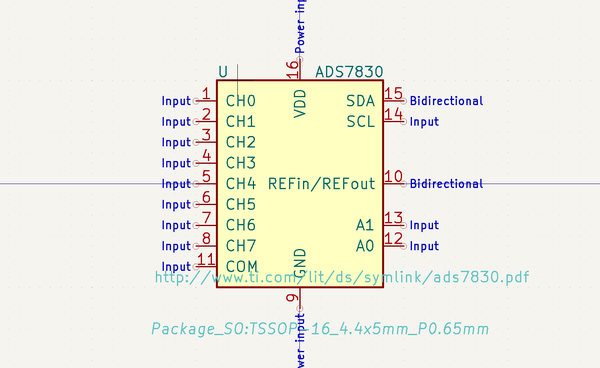 Power in
16
U
ADS7830
VDD
Input 1 CH0
SDA 15 Bidirectional
Input 2 CH1
SCL 14 Input
Input 3 CH2
Input 4 CH3
Input 5 CH4
REFin/REFout 10 Bidirectional
Input 6 CH5
Input 7 CH6
A1 13 Input
Input 8 CH7
A0 12 Input
Input 11 COM
GND
http://www.ti.com/lit/ds/symlink/ads7830.pdf
9
Package_SO:TSSOP-16_4.4x5mm_P0.65mm
wer input